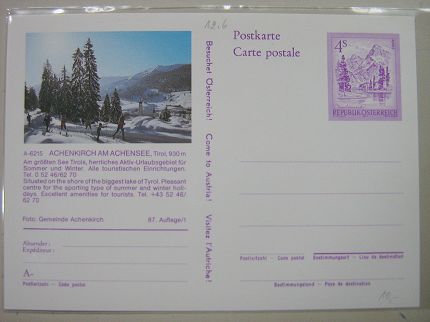 12.6
Postkarte
Carte postale
4S
REPUBLIK ÖSTERREICH
A-6215 ACHENKIRCH AM ACHENSEE, Tirol, 930 m
Am größten See Tirols, herrliches Aktiv-Urlaubsgebiet für
Sommer und Winter. Alle touristischen Einrichtungen.
Tel. 0 52 46/62 70
Situated on the shore of the biggest lake of Tyrol. Pleasant
centre for the sporting type of summer and winter holi-
days. Excellent amenities for tourists. Tel. +43 52 46/
62 70
Foto: Gemeinde Achenkirch 87. Auflage/1
Absender:
Expéditeur:
A-
Postleitzahl - Code postal
Besuchet Österreich! Come to Austria! Visitez l'Autriche!
Postleitzahl - Code postal Bestimmungsort - Lieu de destination
Bestimmungsland - Pays de destination
10,-